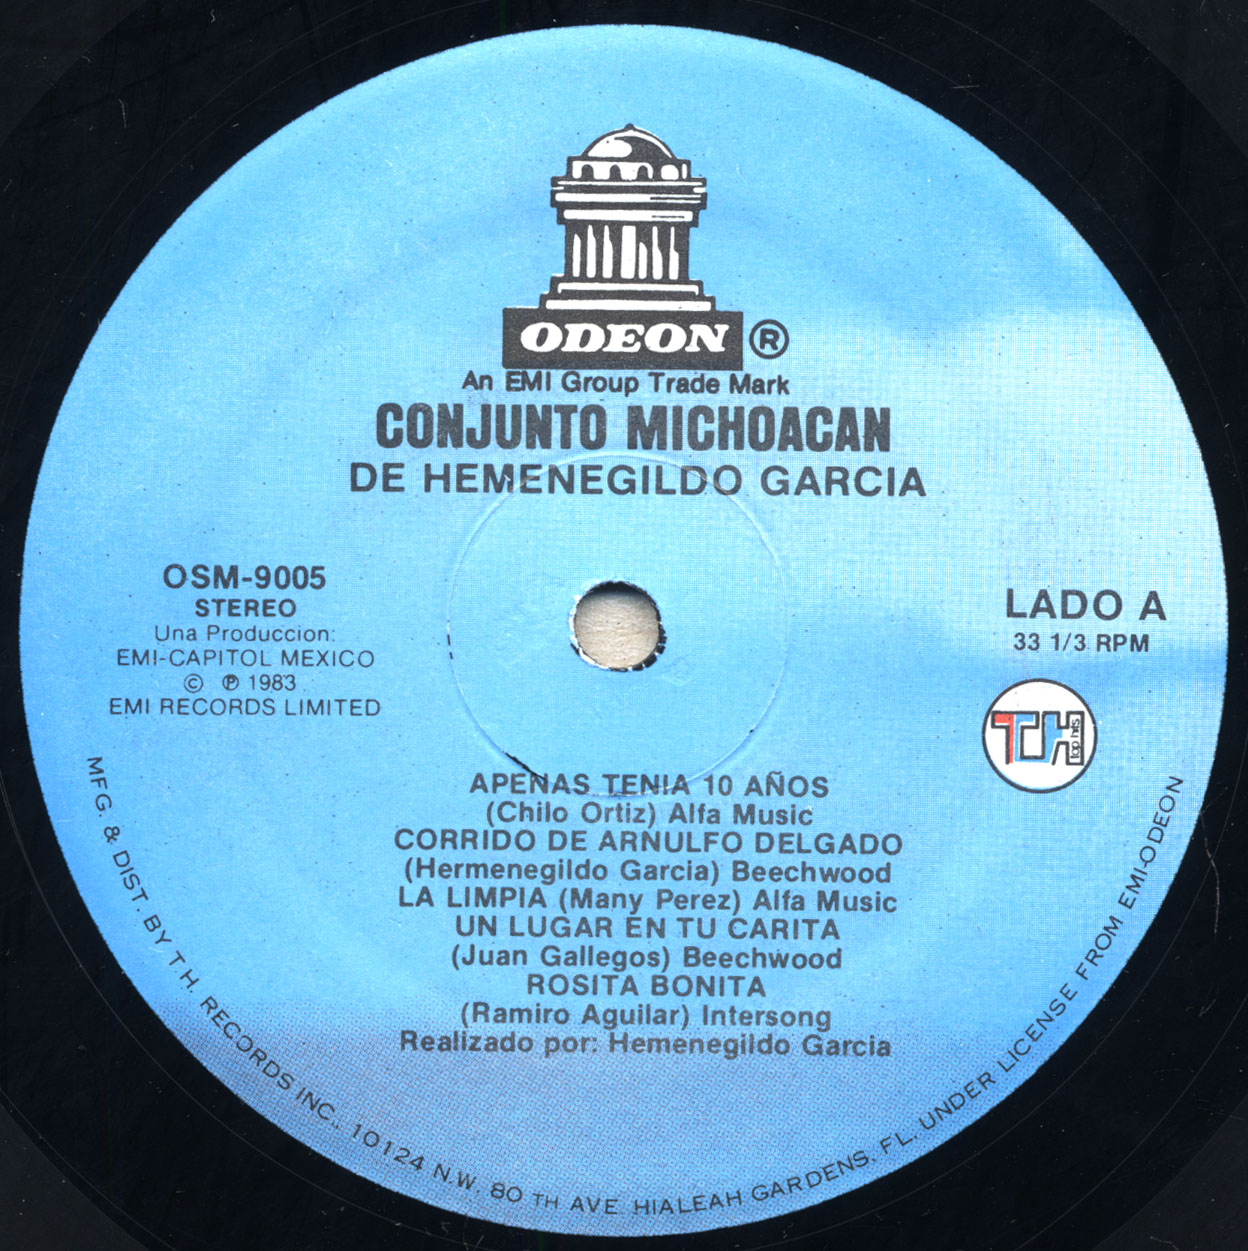 ODEON ®
An EMI Group Trade Mark
CONJUNTO MICHOACAN
DE HEMENEGILDO GARCIA
OSM-9005
STEREO
Una Produccion:
EMI-CAPITOL MEXICO
© ℗ 1983
EMI RECORDS LIMITED
LADO A
33 1/3 RPM
TH
top hits
APENAS TENIA 10 AÑOS
(Chilo Ortiz) Alfa Music
CORRIDO DE ARNULFO DELGADO
(Hermenegildo Garcia) Beechwood
LA LIMPIA (Many Perez) Alfa Music
UN LUGAR EN TU CARITA
(Juan Gallegos) Beechwood
ROSITA BONITA
(Ramiro Aguilar) Intersong
Realizado por: Hemenegildo Garcia
MFG. & DIST. BY T.H. RECORDS INC., 10124 N.W. 80 TH AVE. HIALEAH GARDENS, FL. UNDER LICENSE FROM EMI-ODEON